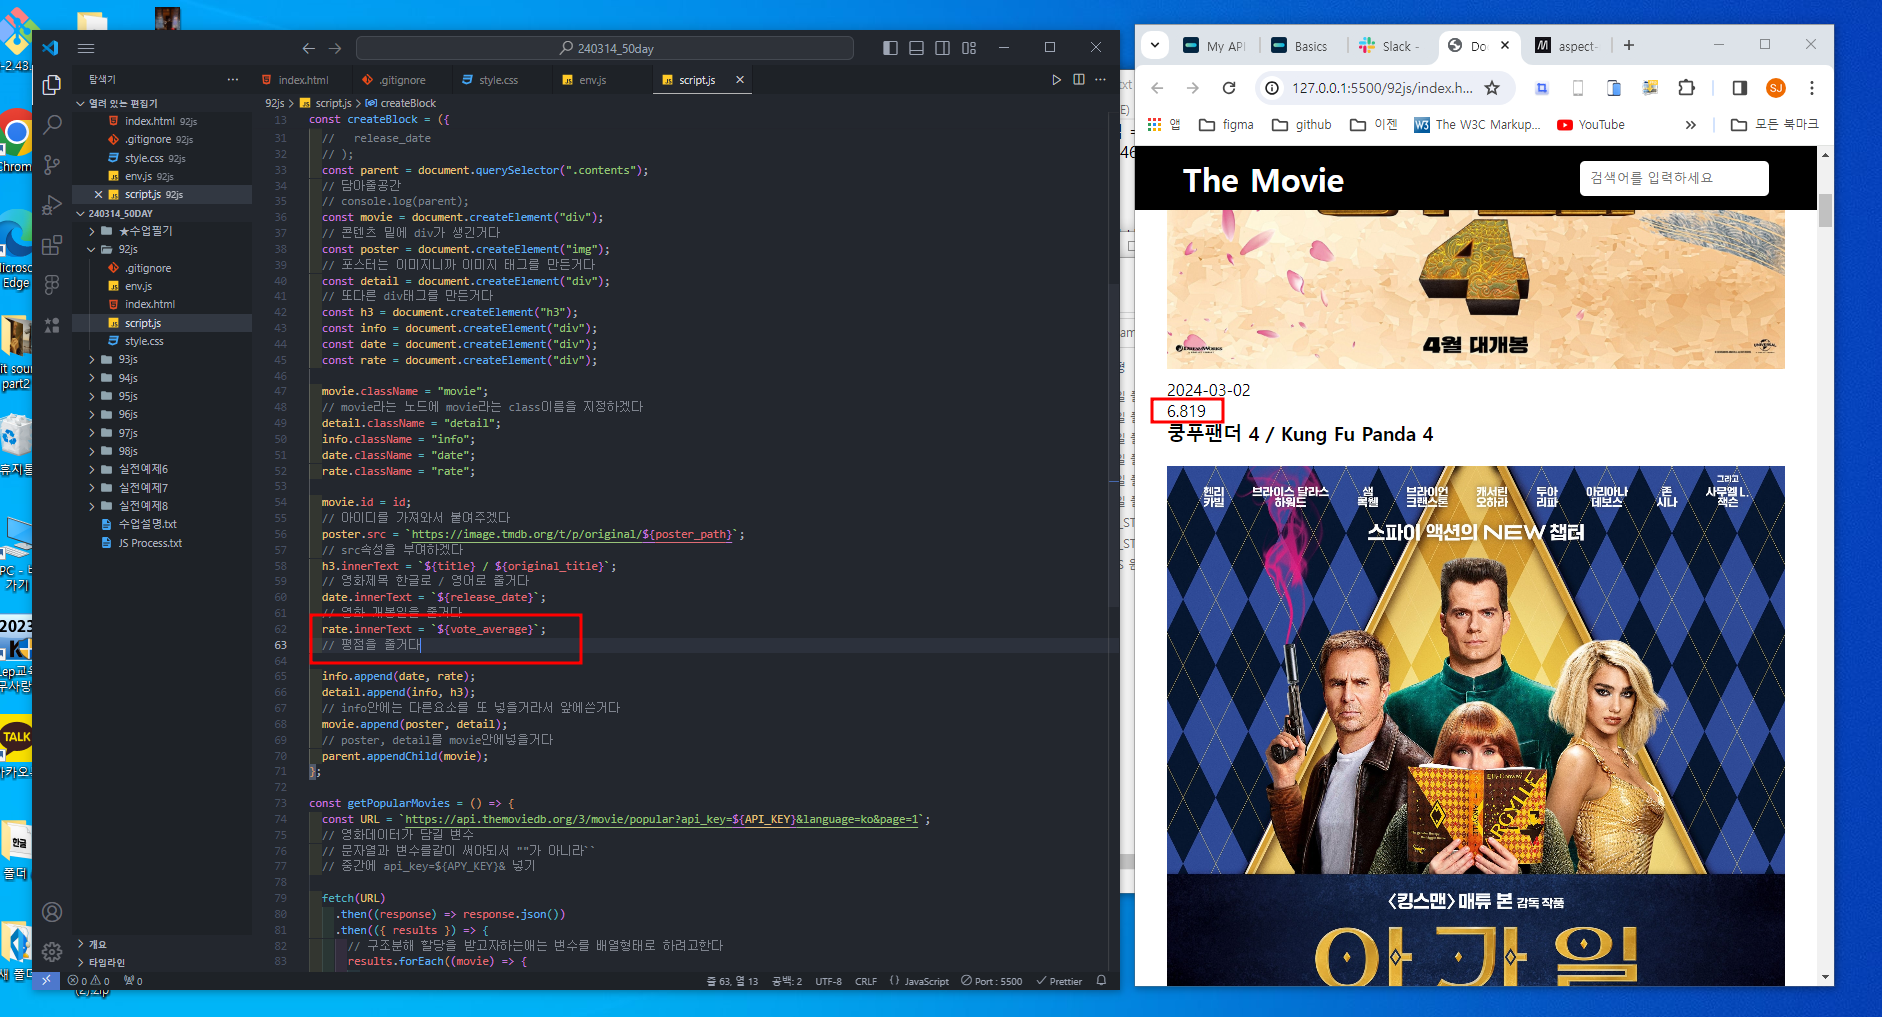 240314_50day
탐색기
index.html
.gitignore
style.css
env.js
script.js
92js > script.js > createBlock
열려 있는 편집기
index.html 92js
.gitignore 92js
style.css 92js
env.js 92js
script.js 92js
240314_50DAY
★수업필기
92js
.gitignore
env.js
index.html
script.js
style.css
93js
94js
95js
96js
97js
98js
실전예제6
실전예제7
실전예제8
수업설명.txt
JS Process.txt
개요
타임라인
13 const createBlock = ({
31 // release_date
32 // );
33 const parent = document.querySelector(".contents");
34 // 담아줄공간
35 // console.log(parent);
36 const movie = document.createElement("div");
37 // 콘텐츠 밑에 div가 생긴거다
38 const poster = document.createElement("img");
39 // 포스터는 이미지니까 이미지 태그를 만든거다
40 const detail = document.createElement("div");
41 // 또다른 div태그를 만든거다
42 const h3 = document.createElement("h3");
43 const info = document.createElement("div");
44 const date = document.createElement("div");
45 const rate = document.createElement("div");
46
47 movie.className = "movie";
48 // movie라는 노드에 movie라는 class이름을 지정하겠다
49 detail.className = "detail";
50 info.className = "info";
51 date.className = "date";
52 rate.className = "rate";
53
54 movie.id = id;
55 // 아이디를 가져와서 붙여주겠다
56 poster.src = `https://image.tmdb.org/t/p/original/${poster_path}`;
57 // src속성을 부여하겠다
58 h3.innerText = `${title} / ${original_title}`;
59 // 영화제목 한글로 / 영어로 줄거다
60 date.innerText = `${release_date}`;
61 // 영화 개봉일을 줄거다
62 rate.innerText = `${vote_average}`;
63 // 평점을 줄거다
64
65 info.append(date, rate);
66 detail.append(info, h3);
67 // info안에는 다른요소를 또 넣을거라서 앞에쓴거다
68 movie.append(poster, detail);
69 // poster, detail를 movie안에넣을거다
70 parent.appendChild(movie);
71 };
72
73 const getPopularMovies = () => {
74 const URL = `https://api.themoviedb.org/3/movie/popular?api_key=${API_KEY}&language=ko&page=1`;
75 // 영화데이터가 담길 변수
76 // 문자열과 변수를같이 써야되서 ""가 아니라``
77 // 중간에 api_key=${APY_KEY}& 넣기
78
79 fetch(URL)
80 .then((response) => response.json())
81 .then(({ results }) => {
82 // 구조분해 할당을 받고자하는애는 변수를 배열형태로 하려고한다
83 results.forEach((movie) => {
0 0 0
줄 63, 열 13 공백: 2 UTF-8 CRLF {} JavaScript Port : 5500 Prettier
My AP
Basics
Slack -
Do
aspect-
127.0.0.1:5500/92js/index.h...
SJ
앱
figma
github
이젠
The W3C Markup...
YouTube
모든 북마크
The Movie
검색어를 입력하세요
4
4월 대개봉
2024-03-02
6.819
쿵푸팬더 4 / Kung Fu Panda 4
헨리 카빌
브라이스 달라스 하워드
샘 록웰
브라이언 크랜스톤
캐서린 오하라
두아 리파
아리아나 데보스
존 시나
그리고 사무엘 L. 잭슨
스파이 액션의 NEW 챕터
Elly Conway
ARGYLLE
<킹스맨> 매튜 본 감독 작품
아가일
-2.43.
Chrom
Microso
Edge
it sour
part2
휴지통
PC - 바
가기
2023
TALK
한글
새 폴더
(2).zip